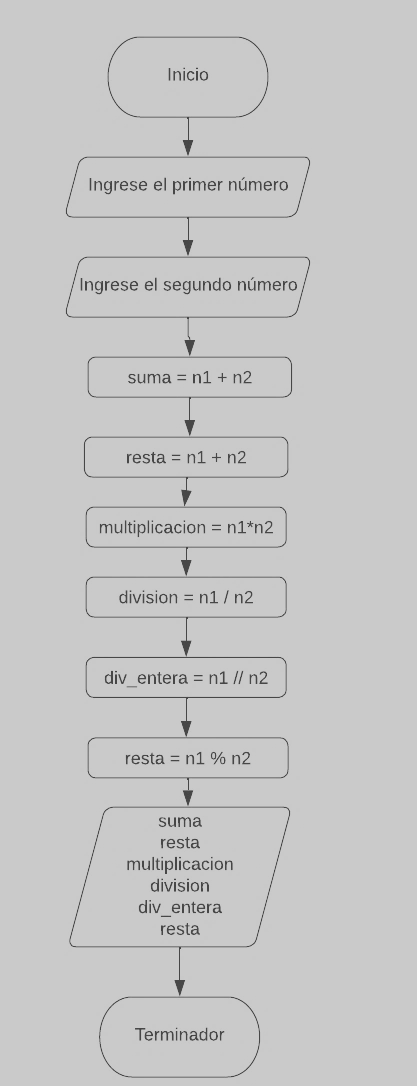 Inicio
Ingrese el primer número
Ingrese el segundo número
suma = n1 + n2
resta = n1 + n2
multiplicacion = n1*n2
division = n1 / n2
div_entera = n1 // n2
resta = n1 % n2
suma
resta
multiplicacion
division
div_entera
resta
Terminador